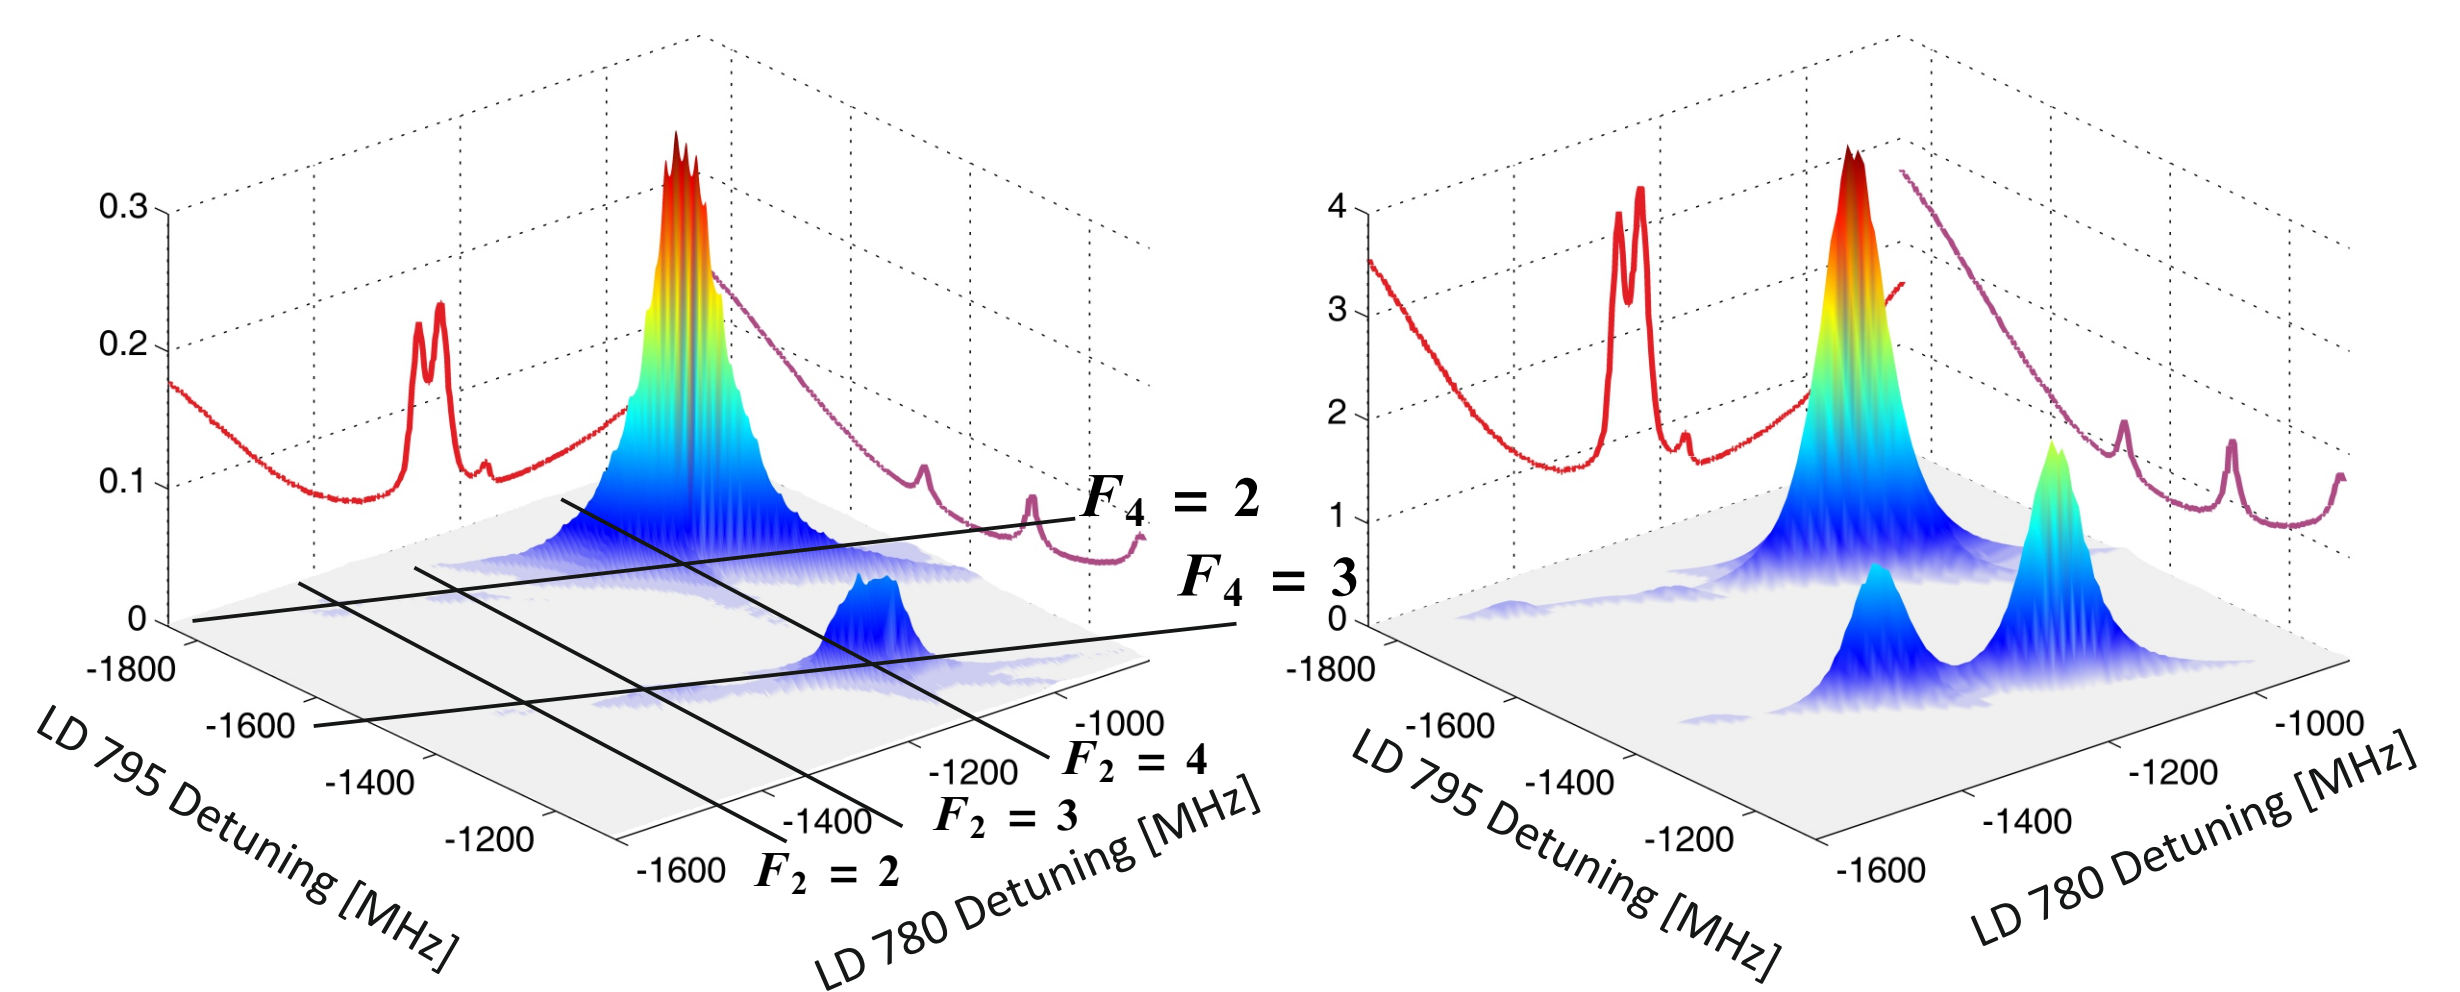 0.3
0.2
0.1
0
-1800
-1600
-1400
-1200
LD 795 Detuning [MHz]
-1600
-1400
-1200
-1000
LD 780 Detuning [MHz]
F₄ = 2
F₄ = 3
F₂ = 4
F₂ = 3
F₂ = 2
4
3
2
1
0
-1800
-1600
-1400
-1200
LD 795 Detuning [MHz]
-1600
-1400
-1200
-1000
LD 780 Detuning [MHz]